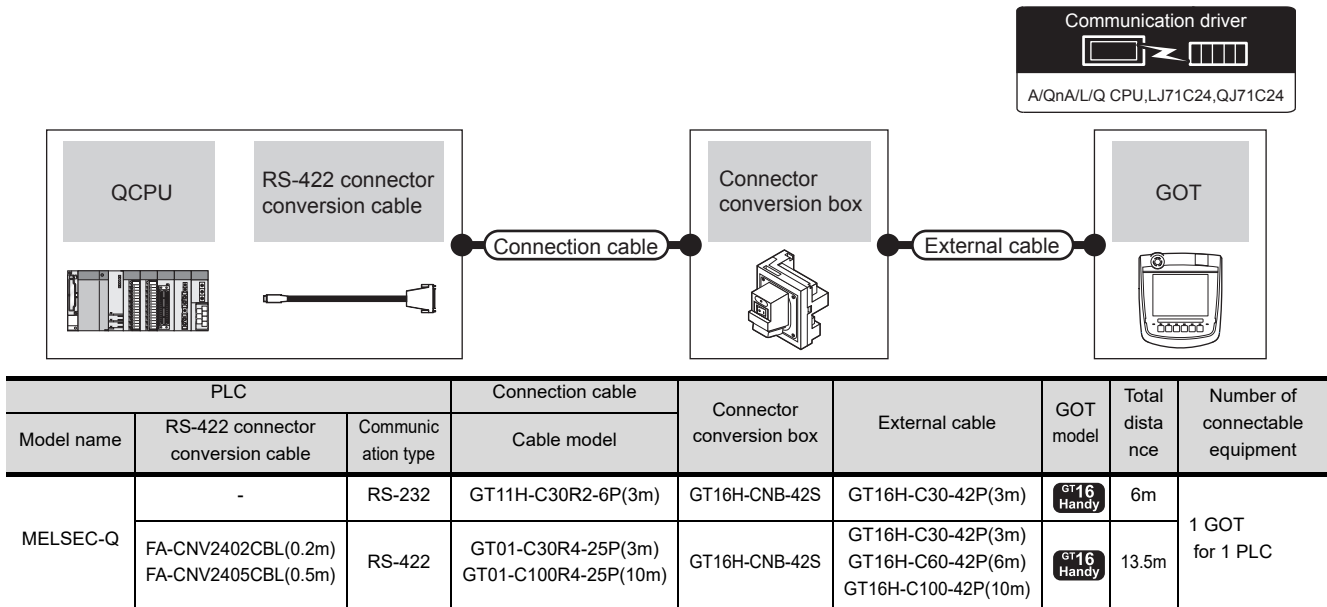 Communication driver
A/QnA/L/Q CPU,LJ71C24,QJ71C24
QCPU
RS-422 connector
conversion cable
Connection cable
Connector
conversion box
External cable
GOT
PLC
Connection cable
Connector
conversion box
External cable
GOT
model
Total
dista
nce
Number of
connectable
equipment
Model name
RS-422 connector
conversion cable
Communic
ation type
Cable model
MELSEC-Q
-
RS-232
GT11H-C30R2-6P(3m)
GT16H-CNB-42S
GT16H-C30-42P(3m)
GT16
Handy
6m
1 GOT
for 1 PLC
FA-CNV2402CBL(0.2m)
FA-CNV2405CBL(0.5m)
RS-422
GT01-C30R4-25P(3m)
GT01-C100R4-25P(10m)
GT16H-CNB-42S
GT16H-C30-42P(3m)
GT16H-C60-42P(6m)
GT16H-C100-42P(10m)
GT16
Handy
13.5m